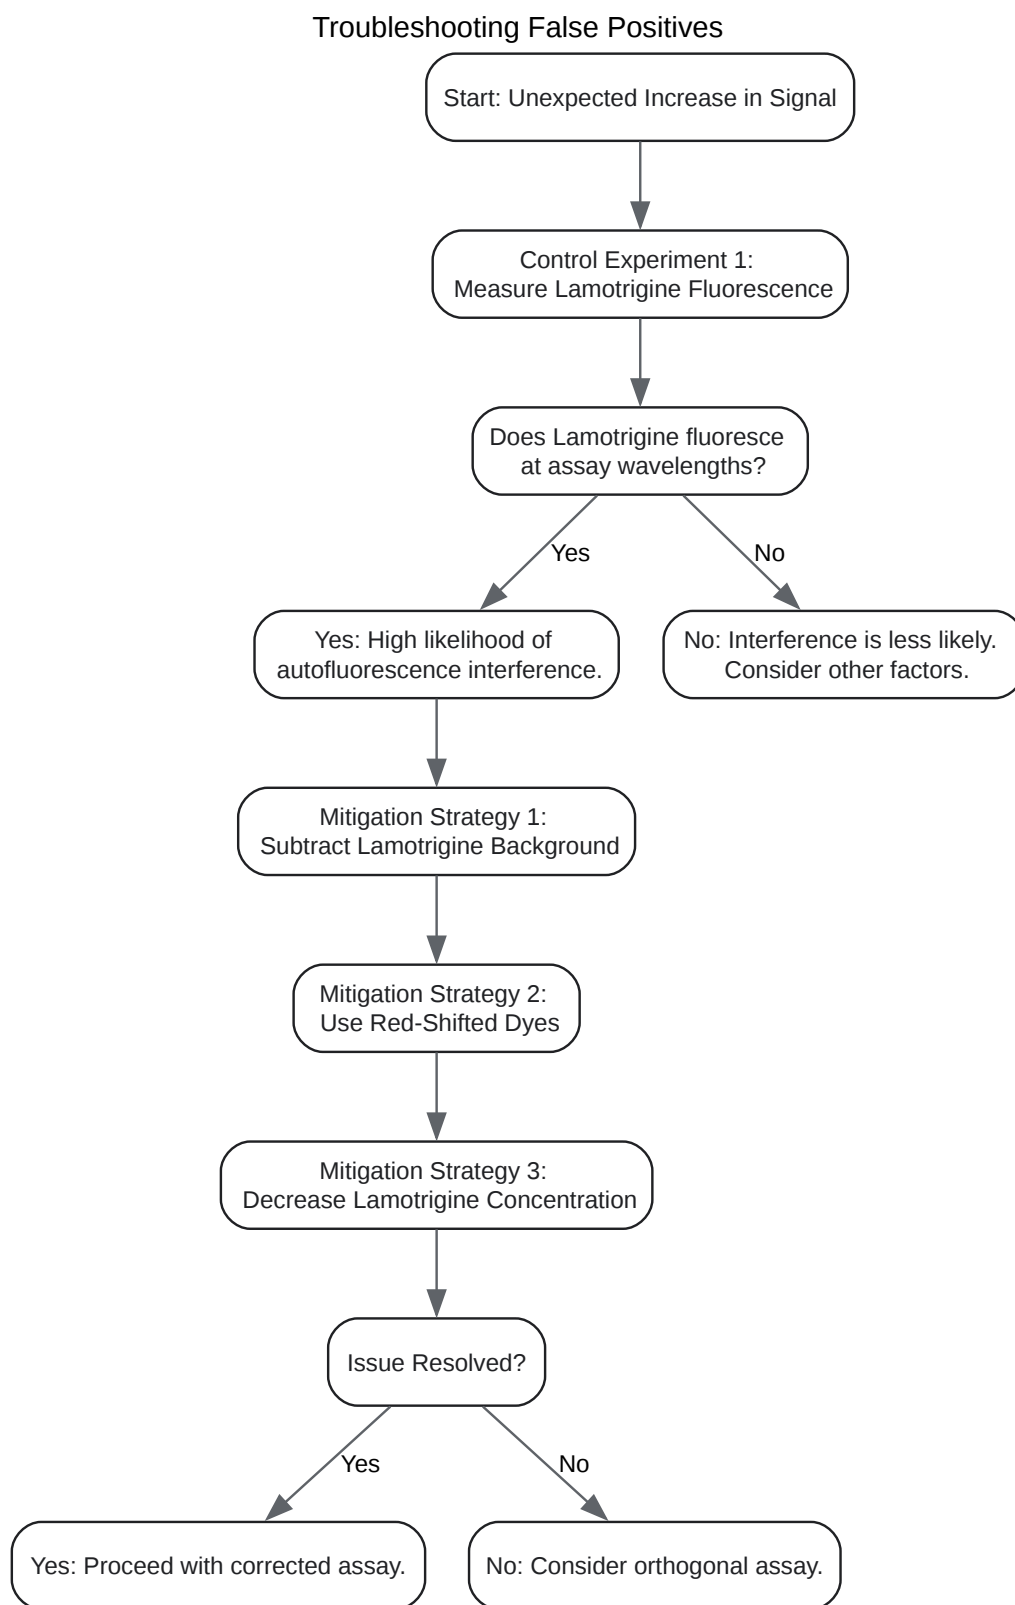 Troubleshooting False Positives
Start: Unexpected Increase in Signal
Control Experiment 1:
Measure Lamotrigine Fluorescence
Does Lamotrigine fluoresce
at assay wavelengths?
Yes
No
Yes: High likelihood of
autofluorescence interference.
No: Interference is less likely.
Consider other factors.
Mitigation Strategy 1:
Subtract Lamotrigine Background
Mitigation Strategy 2:
Use Red-Shifted Dyes
Mitigation Strategy 3:
Decrease Lamotrigine Concentration
Issue Resolved?
Yes
No
Yes: Proceed with corrected assay.
No: Consider orthogonal assay.